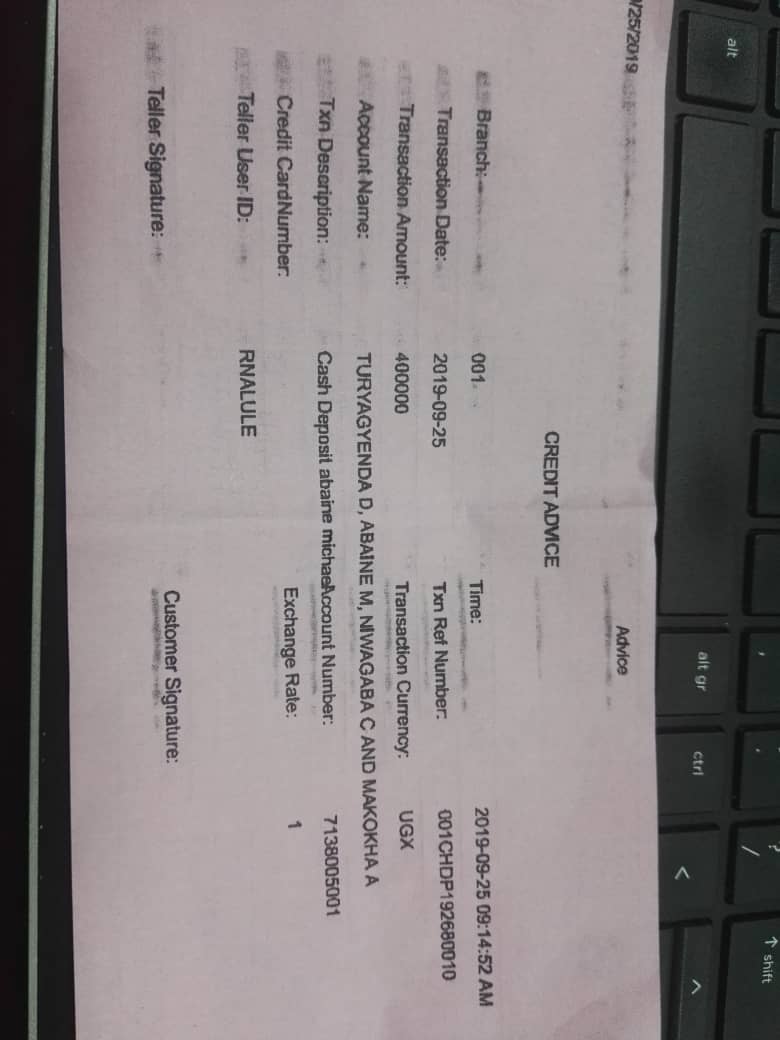 /25/2019 Advice
CREDIT ADVICE
Branch: 001 Time: 2019-09-25 09:14:52 AM
Transaction Date: 2019-09-25 Txn Ref Number: 001CHDP192680010
Transaction Amount: 400000 Transaction Currency: UGX
Account Name: TURYAGYENDA D, ABAINE M, NIWAGABA C AND MAKOKHA A
Txn Description: Cash Deposit abaine michaeAccount Number: 7138005001
Credit CardNumber: Exchange Rate: 1
Teller User ID: RNALULE
Teller Signature: Customer Signature:
alt alt gr ctrl < ^
, . ? / ↑ shift